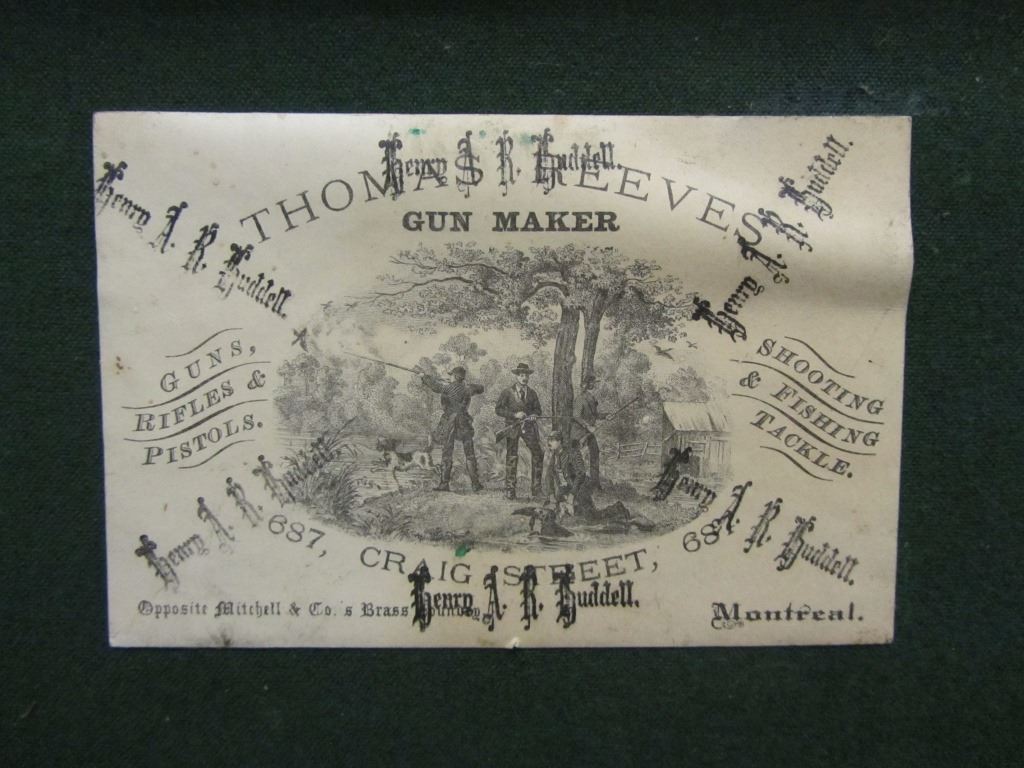 Henry A. R. Huddell.
THOMAS REEVES
GUN MAKER
Henry A. R. Huddell.
Henry A. R. Huddell.
GUNS,
RIFLES &
PISTOLS.
SHOOTING
& FISHING
TACKLE.
Henry A. R. Huddell.
Henry A. R. Huddell.
687, CRAIG STREET, 687
Henry A. R. Huddell.
Opposite Mitchell & Co.'s Brass Foundry
Montreal.